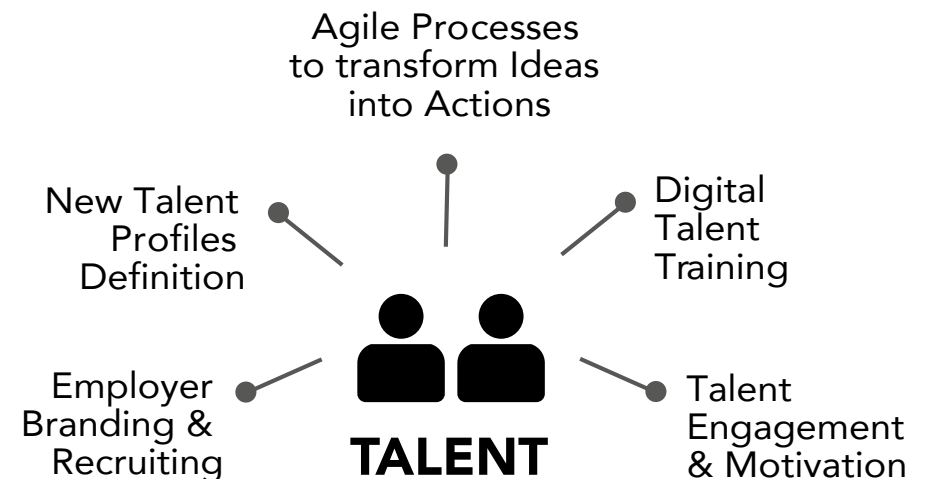 Agile Processes
to transform Ideas
into Actions
New Talent
Profiles
Definition
Digital
Talent
Training
Employer
Branding &
Recruiting
TALENT
Talent
Engagement
& Motivation